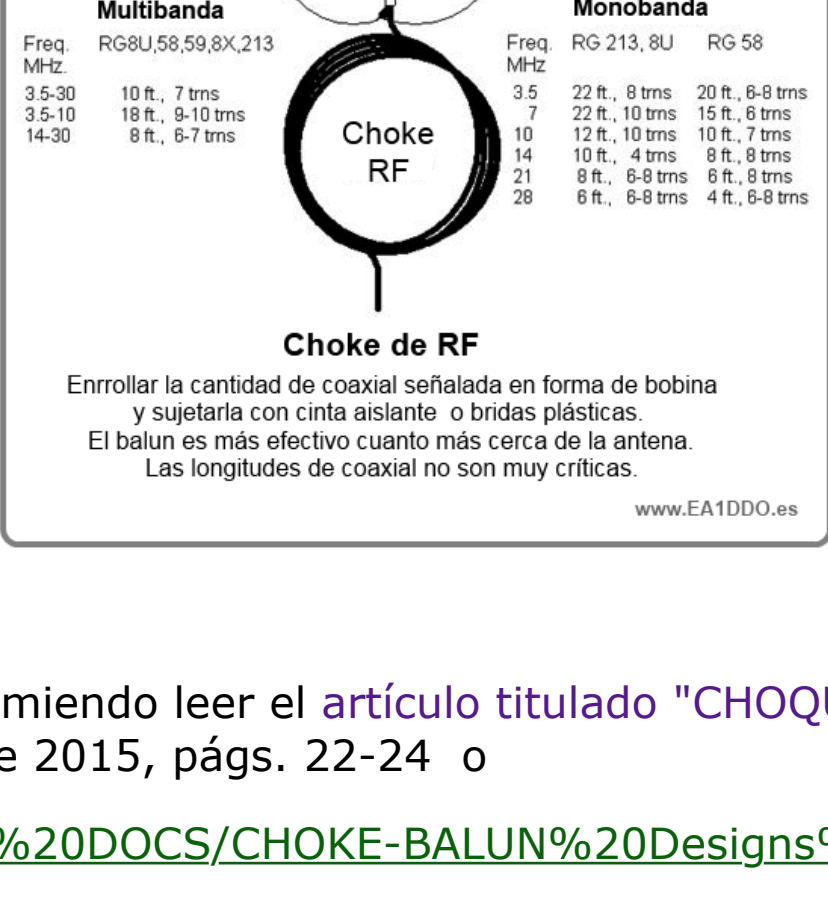 Multibanda
Freq. RG8U,58,59,8X,213
MHz.
3.5-30 10 ft., 7 trns
3.5-10 18 ft., 9-10 trns
14-30 8 ft., 6-7 trns
Choke
RF
Monobanda
Freq. RG 213, 8U RG 58
MHz
3.5 22 ft., 8 trns 20 ft., 6-8 trns
7 22 ft., 10 trns 15 ft., 6 trns
10 12 ft., 10 trns 10 ft., 7 trns
14 10 ft., 4 trns 8 ft., 8 trns
21 8 ft., 6-8 trns 6 ft., 8 trns
28 6 ft., 6-8 trns 4 ft., 6-8 trns
Choke de RF
Enrrollar la cantidad de coaxial señalada en forma de bobina
y sujetarla con cinta aislante o bridas plásticas.
El balun es más efectivo cuanto más cerca de la antena.
Las longitudes de coaxial no son muy críticas.
www.EA1DDO.es
miendo leer el artículo titulado "CHOQU
e 2015, págs. 22-24 o
%20DOCS/CHOKE-BALUN%20Designs%